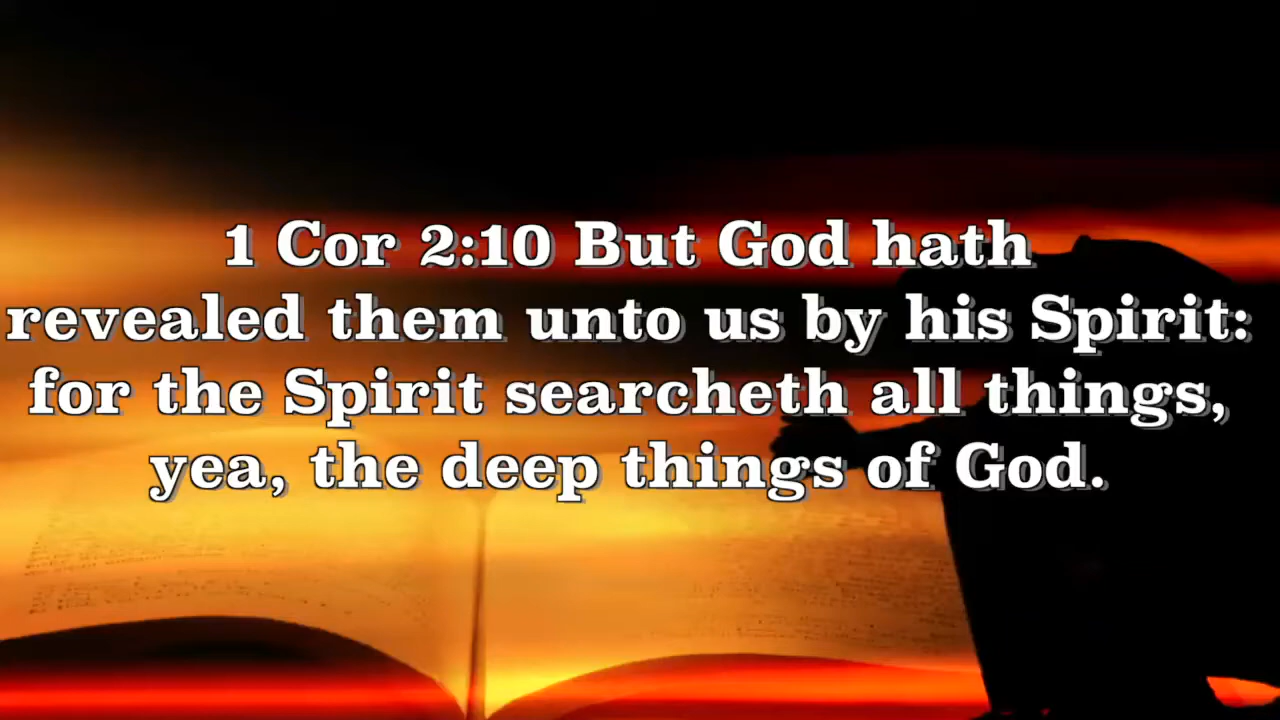 1 Cor 2:10 But God hath
revealed them unto us by his Spirit:
for the Spirit searcheth all things,
yea, the deep things of God.